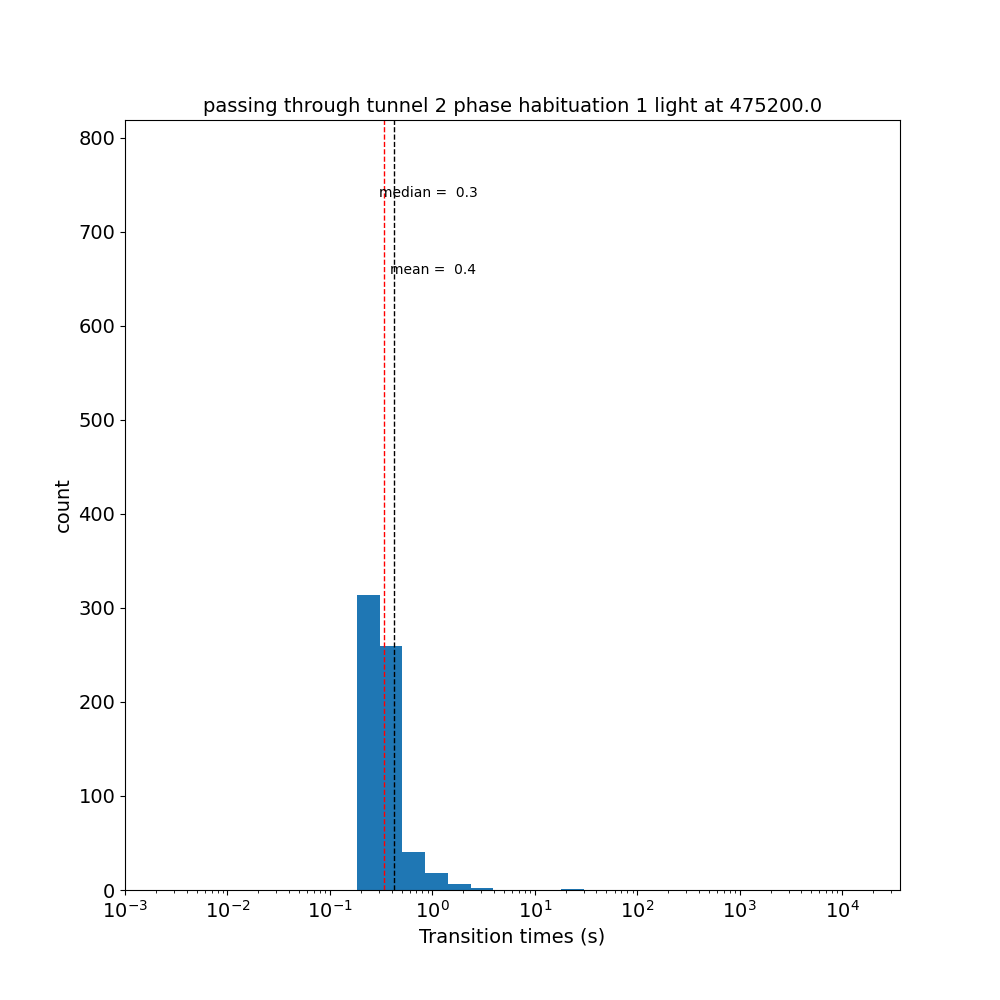 passing through tunnel 2 phase habituation 1 light at 475200.0
800
median =  0.3
700
mean =  0.4
600
500
400
300
200
100
0
count
10⁻³ 10⁻² 10⁻¹ 10⁰ 10¹ 10² 10³ 10⁴
Transition times (s)